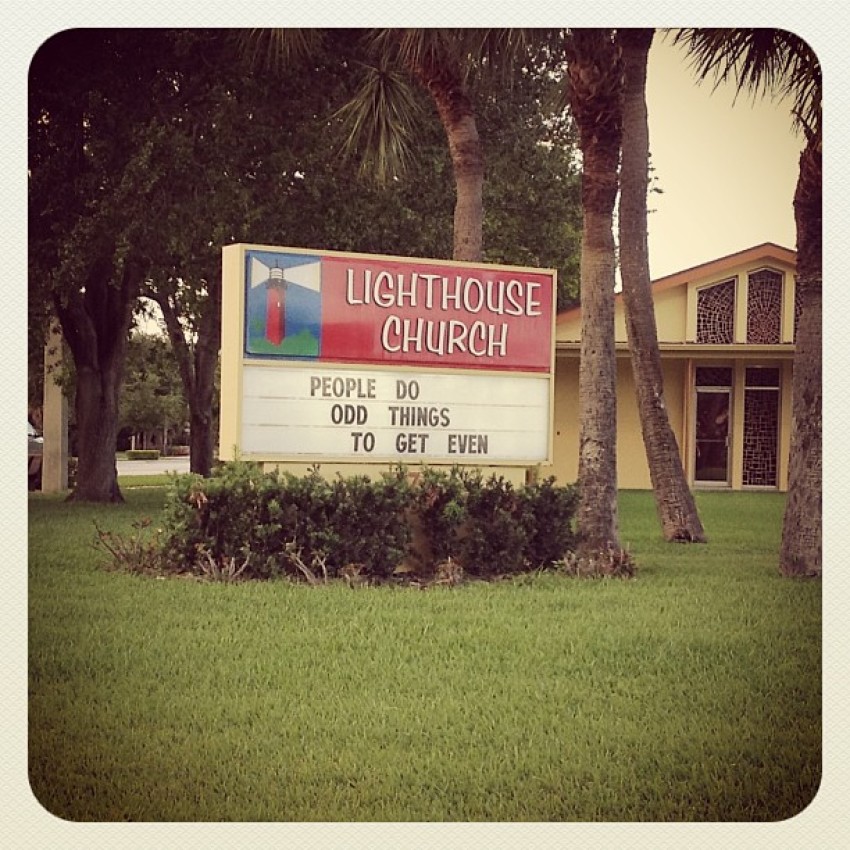 LIGHTHOUSE
CHURCH
PEOPLE DO
ODD THINGS
TO GET EVEN